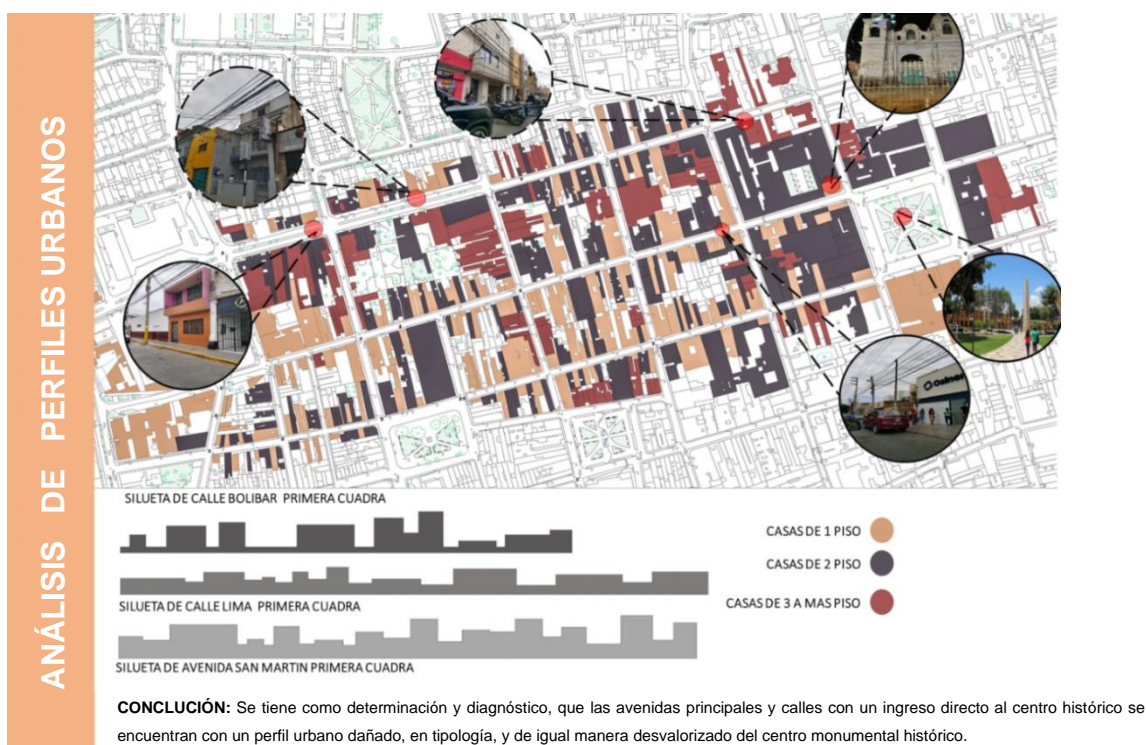 ANÁLISIS DE PERFILES URBANOS
SILUETA DE CALLE BOLIBAR PRIMERA CUADRA
SILUETA DE CALLE LIMA PRIMERA CUADRA
SILUETA DE AVENIDA SAN MARTIN PRIMERA CUADRA
CASAS DE 1 PISO
CASAS DE 2 PISO
CASAS DE 3 A MAS PISO
CONCLUCIÓN: Se tiene como determinación y diagnóstico, que las avenidas principales y calles con un ingreso directo al centro histórico se
encuentran con un perfil urbano dañado, en tipología, y de igual manera desvalorizado del centro monumental histórico.